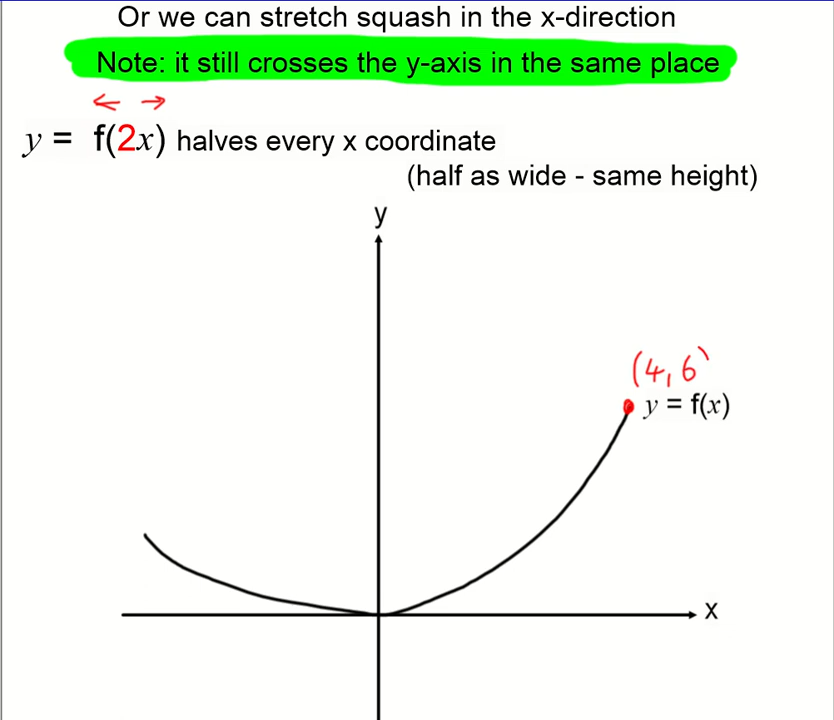 Or we can stretch squash in the x-direction
Note: it still crosses the y-axis in the same place
y = f(2x) halves every x coordinate
(half as wide - same height)
y
(4,6)
y = f(x)
x